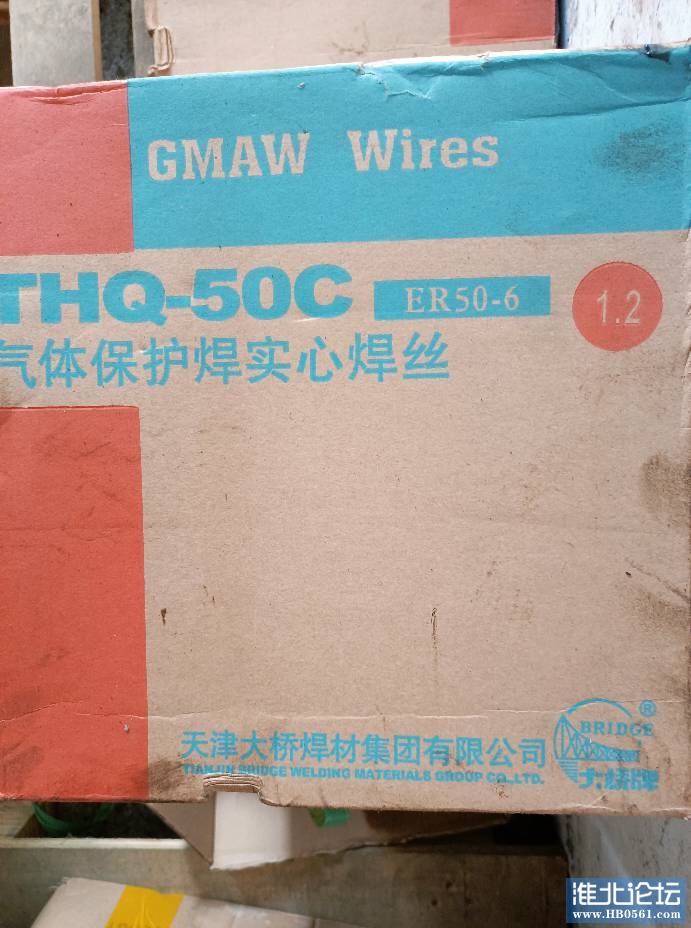 GMAW Wires
THQ-50C ER50-6 1.2
气体保护焊实心焊丝
天津大桥焊材集团有限公司
TIANJIN BRIDGE WELDING MATERIALS GROUP CO.,LTD.
BRIDGE ®
大桥牌
淮北论坛
www.HB0561.com